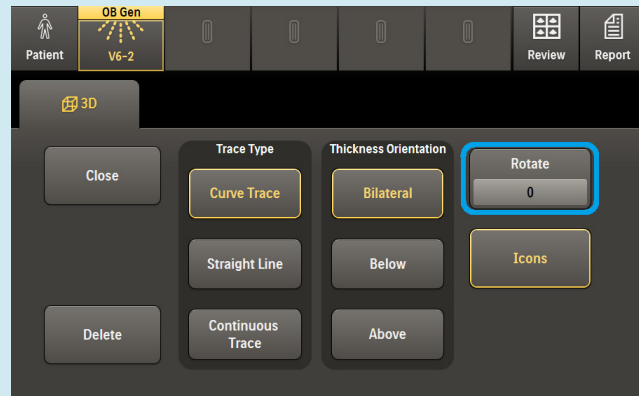 OB Gen
Patient
V6-2
Review
Report
3D
Trace Type
Thickness Orientation
Close
Curve Trace
Bilateral
Rotate
0
Straight Line
Below
Icons
Delete
Continuous
Trace
Above